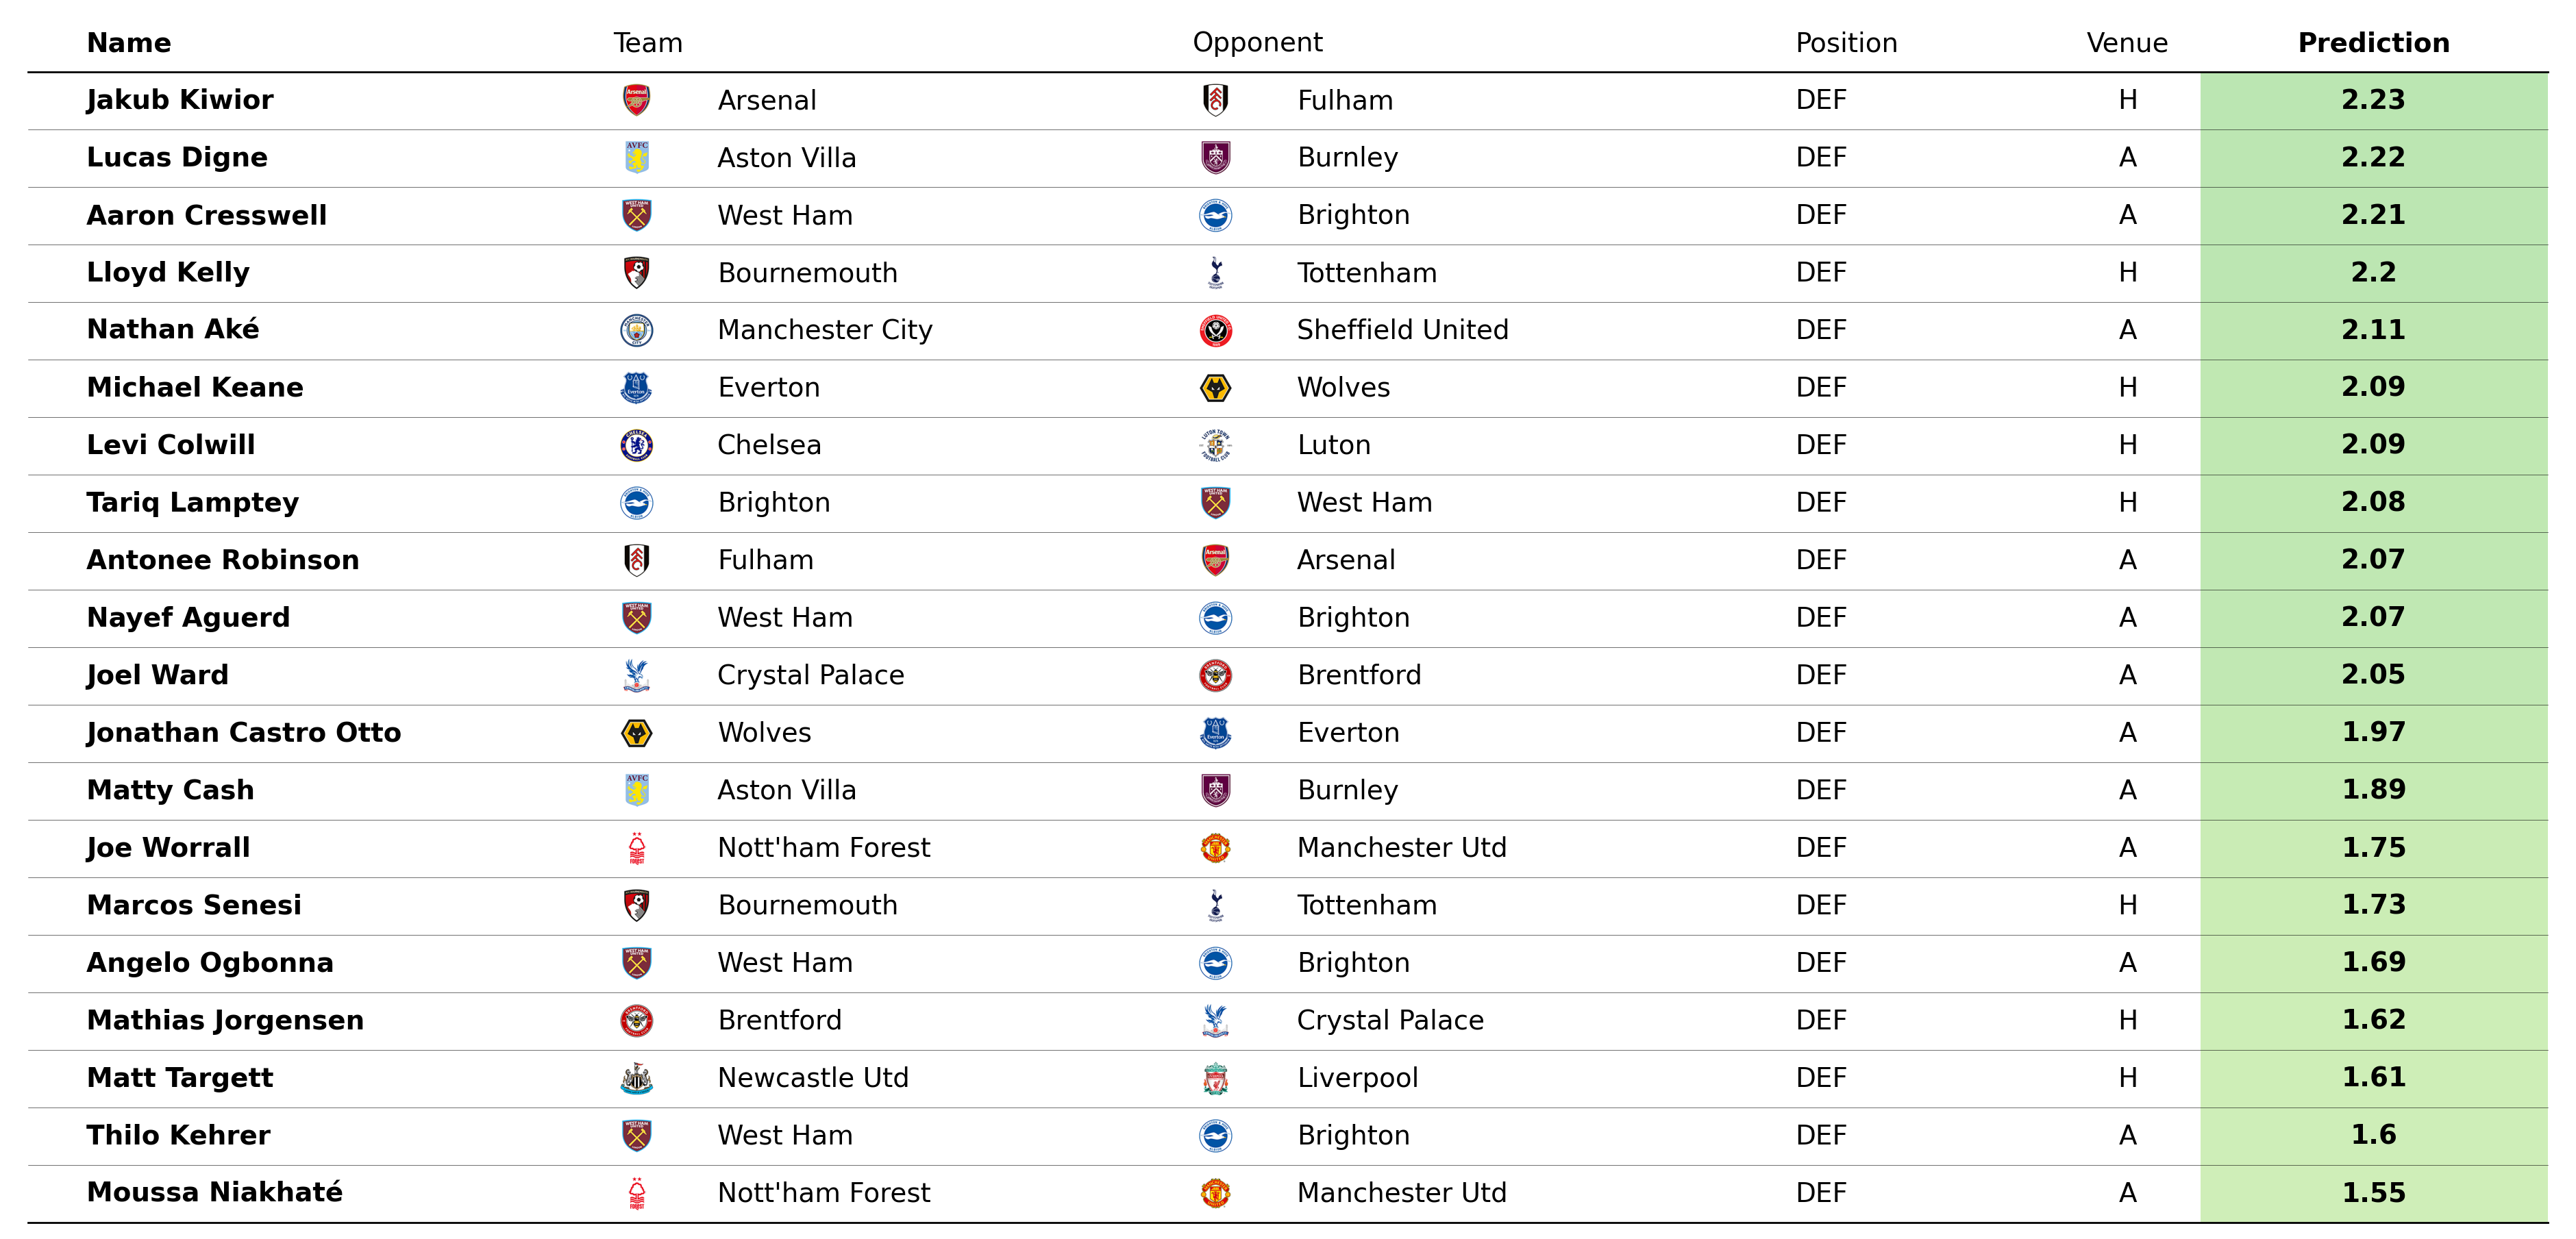 Name Team Opponent Position Venue Prediction
Jakub Kiwior Arsenal Fulham DEF H 2.23
Lucas Digne Aston Villa Burnley DEF A 2.22
Aaron Cresswell West Ham Brighton DEF A 2.21
Lloyd Kelly Bournemouth Tottenham DEF H 2.2
Nathan Aké Manchester City Sheffield United DEF A 2.11
Michael Keane Everton Wolves DEF H 2.09
Levi Colwill Chelsea Luton DEF H 2.09
Tariq Lamptey Brighton West Ham DEF H 2.08
Antonee Robinson Fulham Arsenal DEF A 2.07
Nayef Aguerd West Ham Brighton DEF A 2.07
Joel Ward Crystal Palace Brentford DEF A 2.05
Jonathan Castro Otto Wolves Everton DEF A 1.97
Matty Cash Aston Villa Burnley DEF A 1.89
Joe Worrall Nott'ham Forest Manchester Utd DEF A 1.75
Marcos Senesi Bournemouth Tottenham DEF H 1.73
Angelo Ogbonna West Ham Brighton DEF A 1.69
Mathias Jorgensen Brentford Crystal Palace DEF H 1.62
Matt Targett Newcastle Utd Liverpool DEF H 1.61
Thilo Kehrer West Ham Brighton DEF A 1.6
Moussa Niakhaté Nott'ham Forest Manchester Utd DEF A 1.55